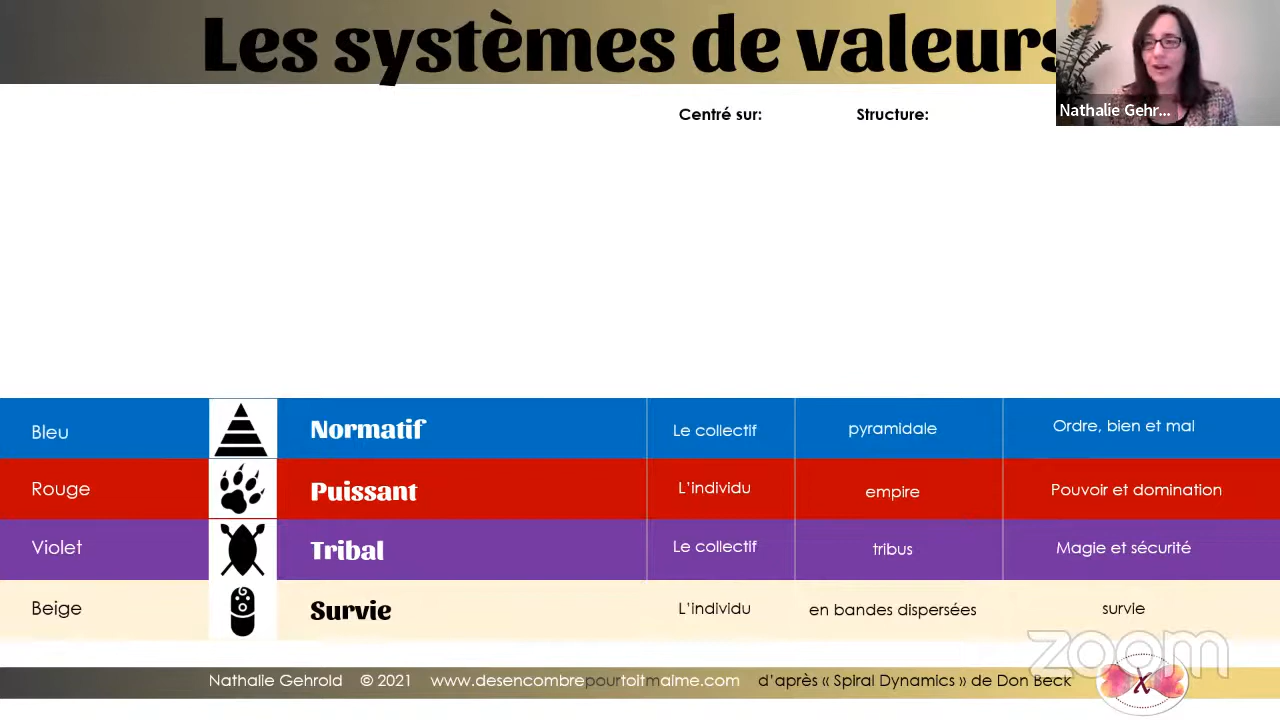 Les systèmes de valeurs
Nathalie Gehr...
Centré sur: Structure:
Bleu Normatif Le collectif pyramidale Ordre, bien et mal
Rouge Puissant L'individu empire Pouvoir et domination
Violet Tribal Le collectif tribus Magie et sécurité
Beige Survie L'individu en bandes dispersées survie
zoom
Nathalie Gehrold © 2021 www.desencombrepourtoitmaime.com d'après « Spiral Dynamics » de Don Beck
X